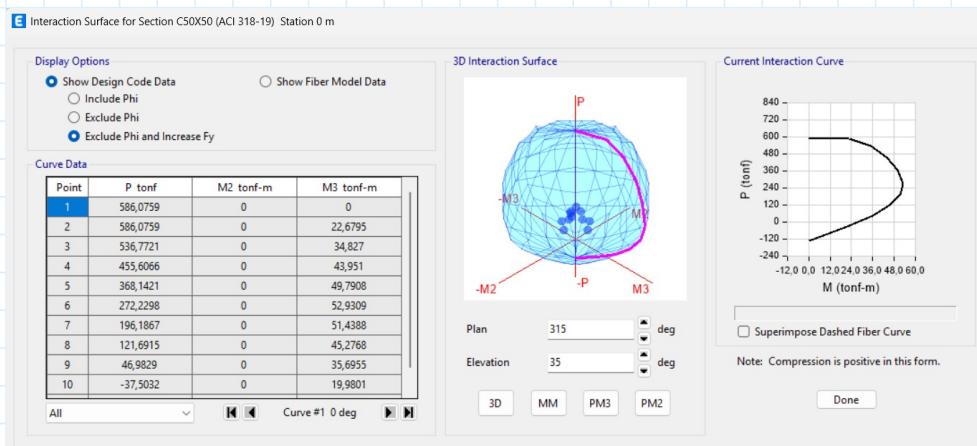 E Interaction Surface for Section C50X50 (ACI 318-19) Station 0 m
Display Options
Show Design Code Data
Show Fiber Model Data
Include Phi
Exclude Phi
Exclude Phi and Increase Fy
Curve Data
Point P tonf M2 tonf-m M3 tonf-m
1 586,0759 0 0
2 586,0759 0 22,6795
3 536,7721 0 34,827
4 455,6066 0 43,951
5 368,1421 0 49,7908
6 272,2298 0 52,9309
7 196,1867 0 51,4388
8 121,6915 0 45,2768
9 46,9829 0 35,6955
10 -37,5032 0 19,9801
All
Curve #1 0 deg
3D Interaction Surface
P
-M3
M2
-M2
-P
M3
Plan 315 deg
Elevation 35 deg
3D MM PM3 PM2
Current Interaction Curve
P (tonf)
840
720
600
480
360
240
120
0
-120
-240
-12,0 0,0 12,0 24,0 36,0 48,0 60,0
M (tonf-m)
Superimpose Dashed Fiber Curve
Note: Compression is positive in this form.
Done